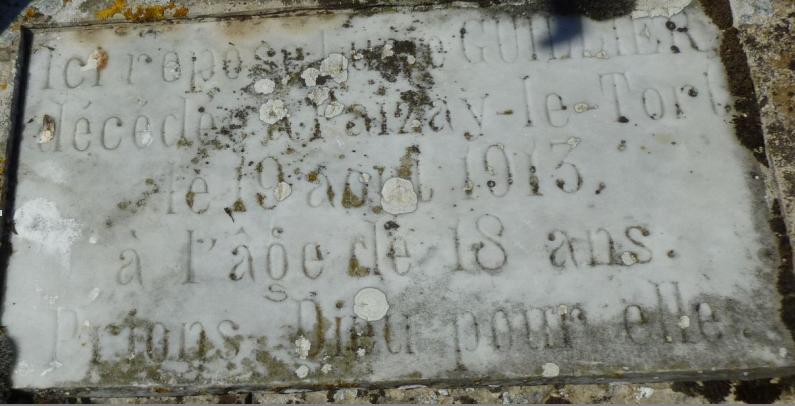 Ici repose
décédée à Paizay-le-Tort
le 19 août 1913,
à l'âge de 18 ans.
Prions Dieu pour elle.